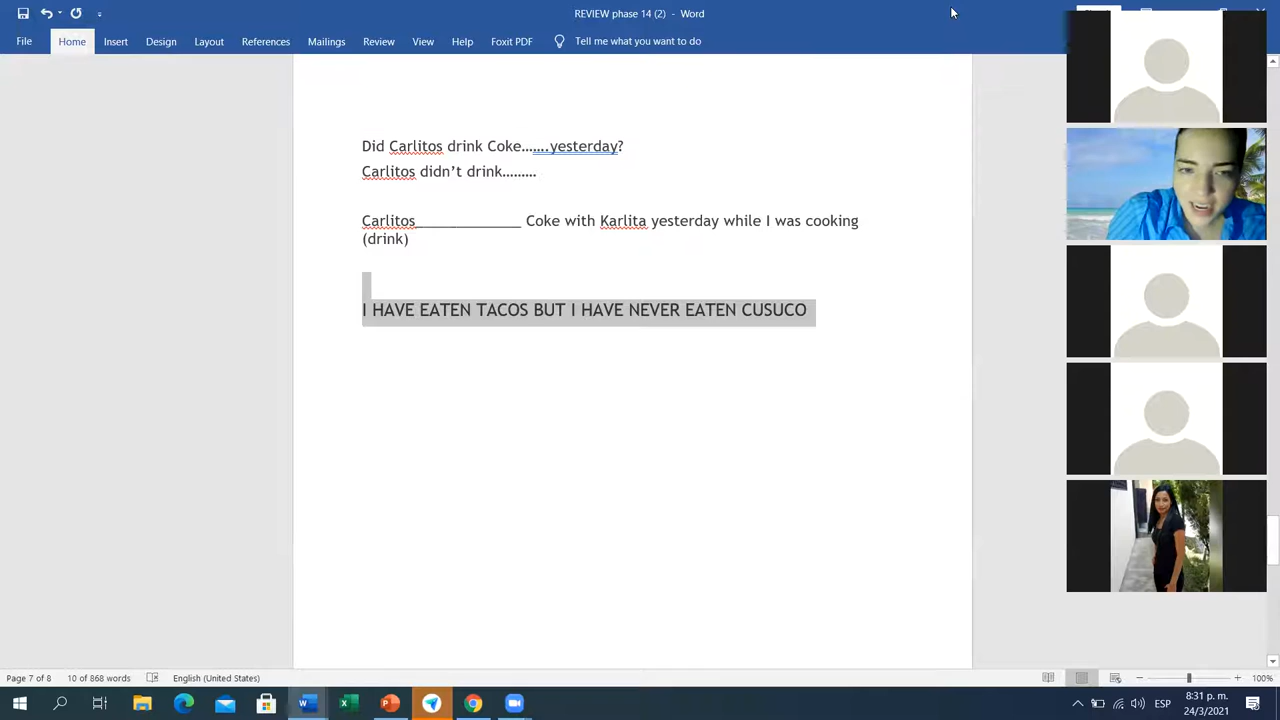 REVIEW phase 14 (2) - Word
File Home Insert Design Layout References Mailings Review View Help Foxit PDF Tell me what you want to do
Did Carlitos drink Coke…….yesterday?
Carlitos didn’t drink………
Carlitos_____________ Coke with Karlita yesterday while I was cooking
(drink)
I HAVE EATEN TACOS BUT I HAVE NEVER EATEN CUSUCO
Page 7 of 8 10 of 868 words English (United States) 100%
8:31 p. m.
ESP
24/3/2021